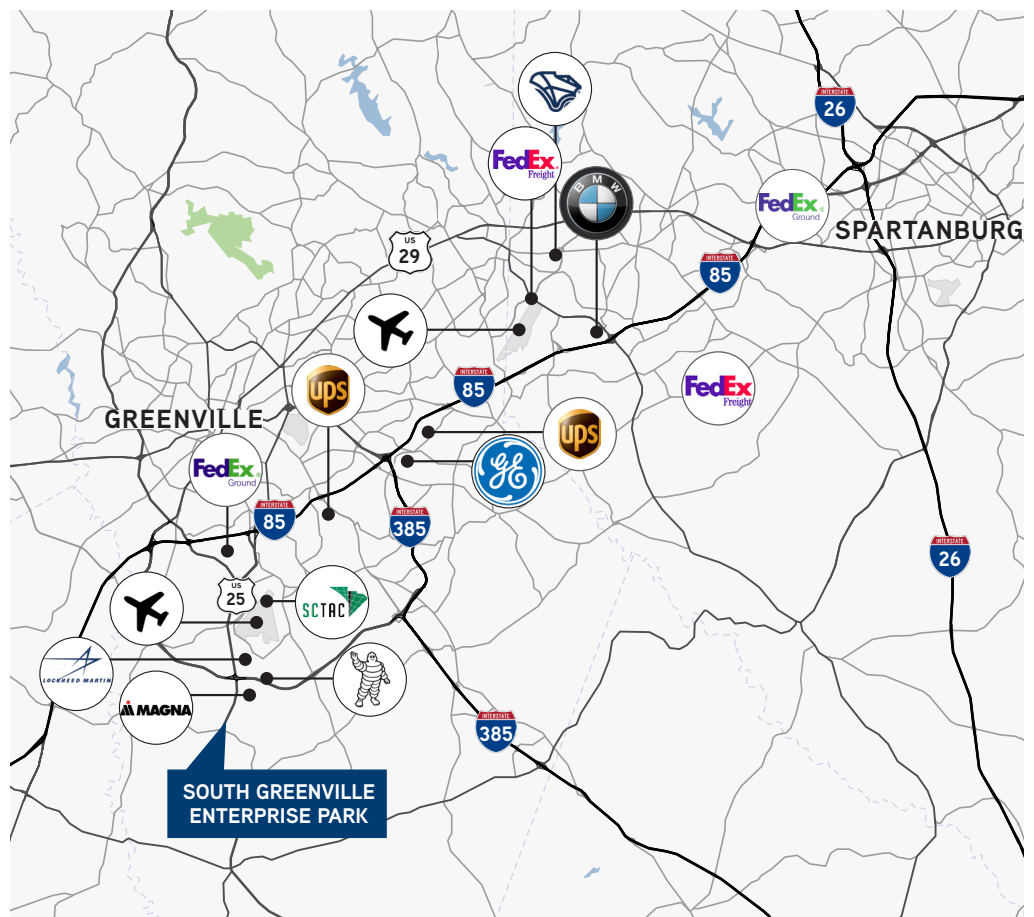 INTERSTATE
26
FedEx
Freight
BMW
FedEx
Ground
SPARTANBURG
US
29
INTERSTATE
85
ups
INTERSTATE
85
FedEx
Freight
GREENVILLE
ups
FedEx
Ground
GE
INTERSTATE
85
INTERSTATE
385
INTERSTATE
26
US
25
SCTAC
LOCKHEED MARTIN
MAGNA
INTERSTATE
385
SOUTH GREENVILLE
ENTERPRISE PARK